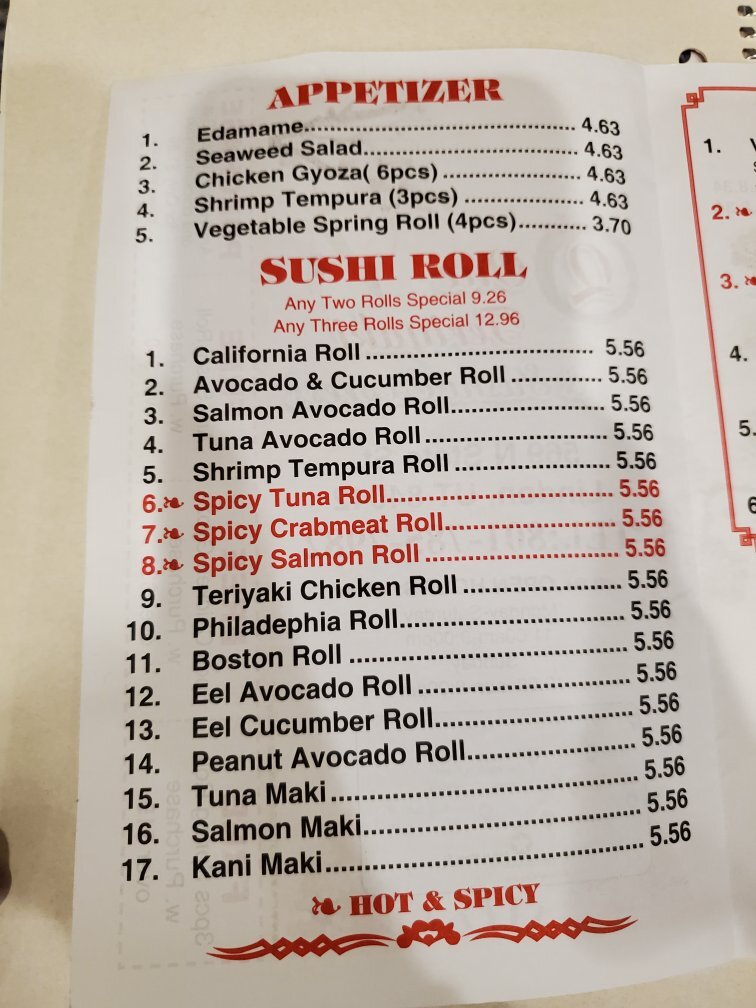 APPETIZER
1. Edamame.......................................... 4.63
2. Seaweed Salad.................................. 4.63
3. Chicken Gyoza( 6pcs) ...................... 4.63
4. Shrimp Tempura (3pcs) ................... 4.63
5. Vegetable Spring Roll (4pcs)........... 3.70
SUSHI ROLL
Any Two Rolls Special 9.26
Any Three Rolls Special 12.96
1. California Roll .................................. 5.56
2. Avocado & Cucumber Roll .............. 5.56
3. Salmon Avocado Roll....................... 5.56
4. Tuna Avocado Roll ........................... 5.56
5. Shrimp Tempura Roll ....................... 5.56
6. Spicy Tuna Roll.................................. 5.56
7. Spicy Crabmeat Roll......................... 5.56
8. Spicy Salmon Roll ............................ 5.56
9. Teriyaki Chicken Roll ....................... 5.56
10. Philadephia Roll................................ 5.56
11. Boston Roll ....................................... 5.56
12. Eel Avocado Roll .............................. 5.56
13. Eel Cucumber Roll............................ 5.56
14. Peanut Avocado Roll........................ 5.56
15. Tuna Maki .......................................... 5.56
16. Salmon Maki...................................... 5.56
17. Kani Maki........................................... 5.56
HOT & SPICY
1.
2.
3.
4.
5.
6